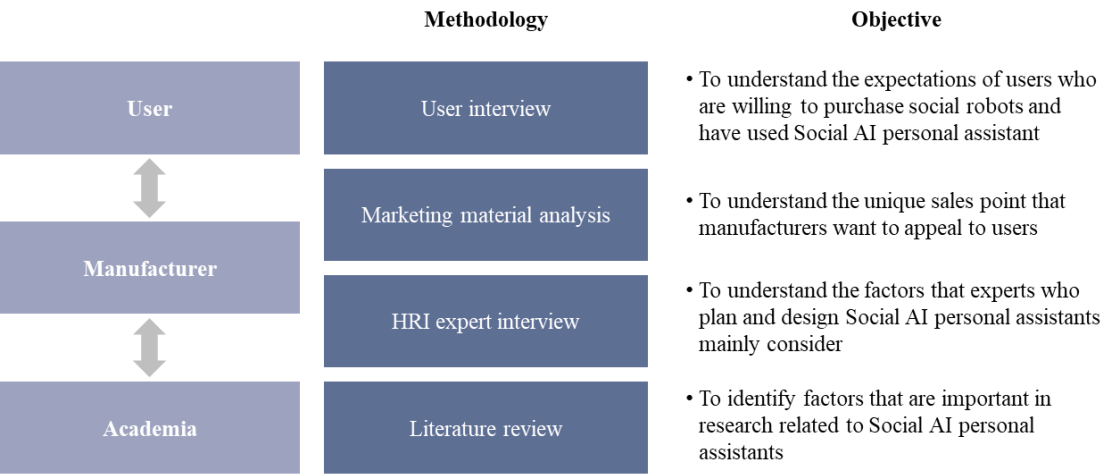 Methodology
Objective
User
User interview
• To understand the expectations of users who
are willing to purchase social robots and
have used Social AI personal assistant
Marketing material analysis
• To understand the unique sales point that
manufacturers want to appeal to users
Manufacturer
HRI expert interview
• To understand the factors that experts who
plan and design Social AI personal assistants
mainly consider
Academia
Literature review
• To identify factors that are important in
research related to Social AI personal
assistants